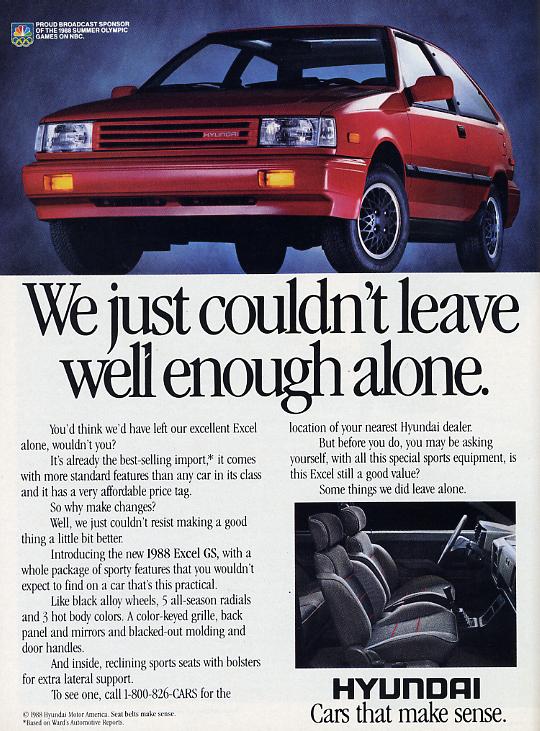 PROUD BROADCAST SPONSOR
OF THE 1988 SUMMER OLYMPIC
GAMES ON NBC.
HYUNDAI
We just couldn't leave
well enough alone.
You'd think we'd have left our excellent Excel
alone, wouldn't you?
It's already the best-selling import,* it comes
with more standard features than any car in its class
and it has a very affordable price tag.
So why make changes?
Well, we just couldn't resist making a good
thing a little bit better.
Introducing the new 1988 Excel GS, with a
whole package of sporty features that you wouldn't
expect to find on a car that's this practical.
Like black alloy wheels, 5 all-season radials
and 3 hot body colors. A color-keyed grille, back
panel and mirrors and blacked-out molding and
door handles.
And inside, reclining sports seats with bolsters
for extra lateral support.
To see one, call 1-800-826-CARS for the
location of your nearest Hyundai dealer.
But before you do, you may be asking
yourself, with all this special sports equipment, is
this Excel still a good value?
Some things we did leave alone.
HYUNDAI
Cars that make sense.
© 1988 Hyundai Motor America. Seat belts make sense.
*Based on Ward's Automotive Reports.